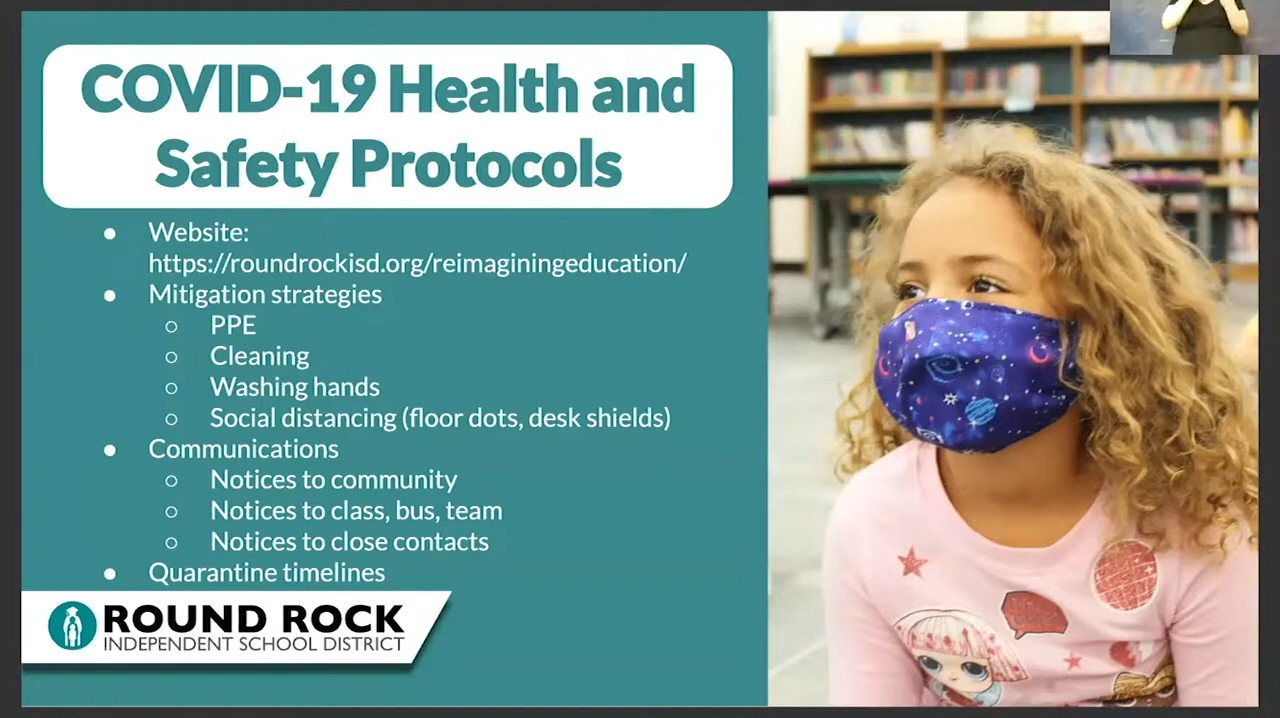 COVID-19 Health and
Safety Protocols
● Website:
https://roundrockisd.org/reimaginingeducation/
● Mitigation strategies
○ PPE
○ Cleaning
○ Washing hands
○ Social distancing (floor dots, desk shields)
● Communications
○ Notices to community
○ Notices to class, bus, team
○ Notices to close contacts
● Quarantine timelines
ROUND ROCK
INDEPENDENT SCHOOL DISTRICT